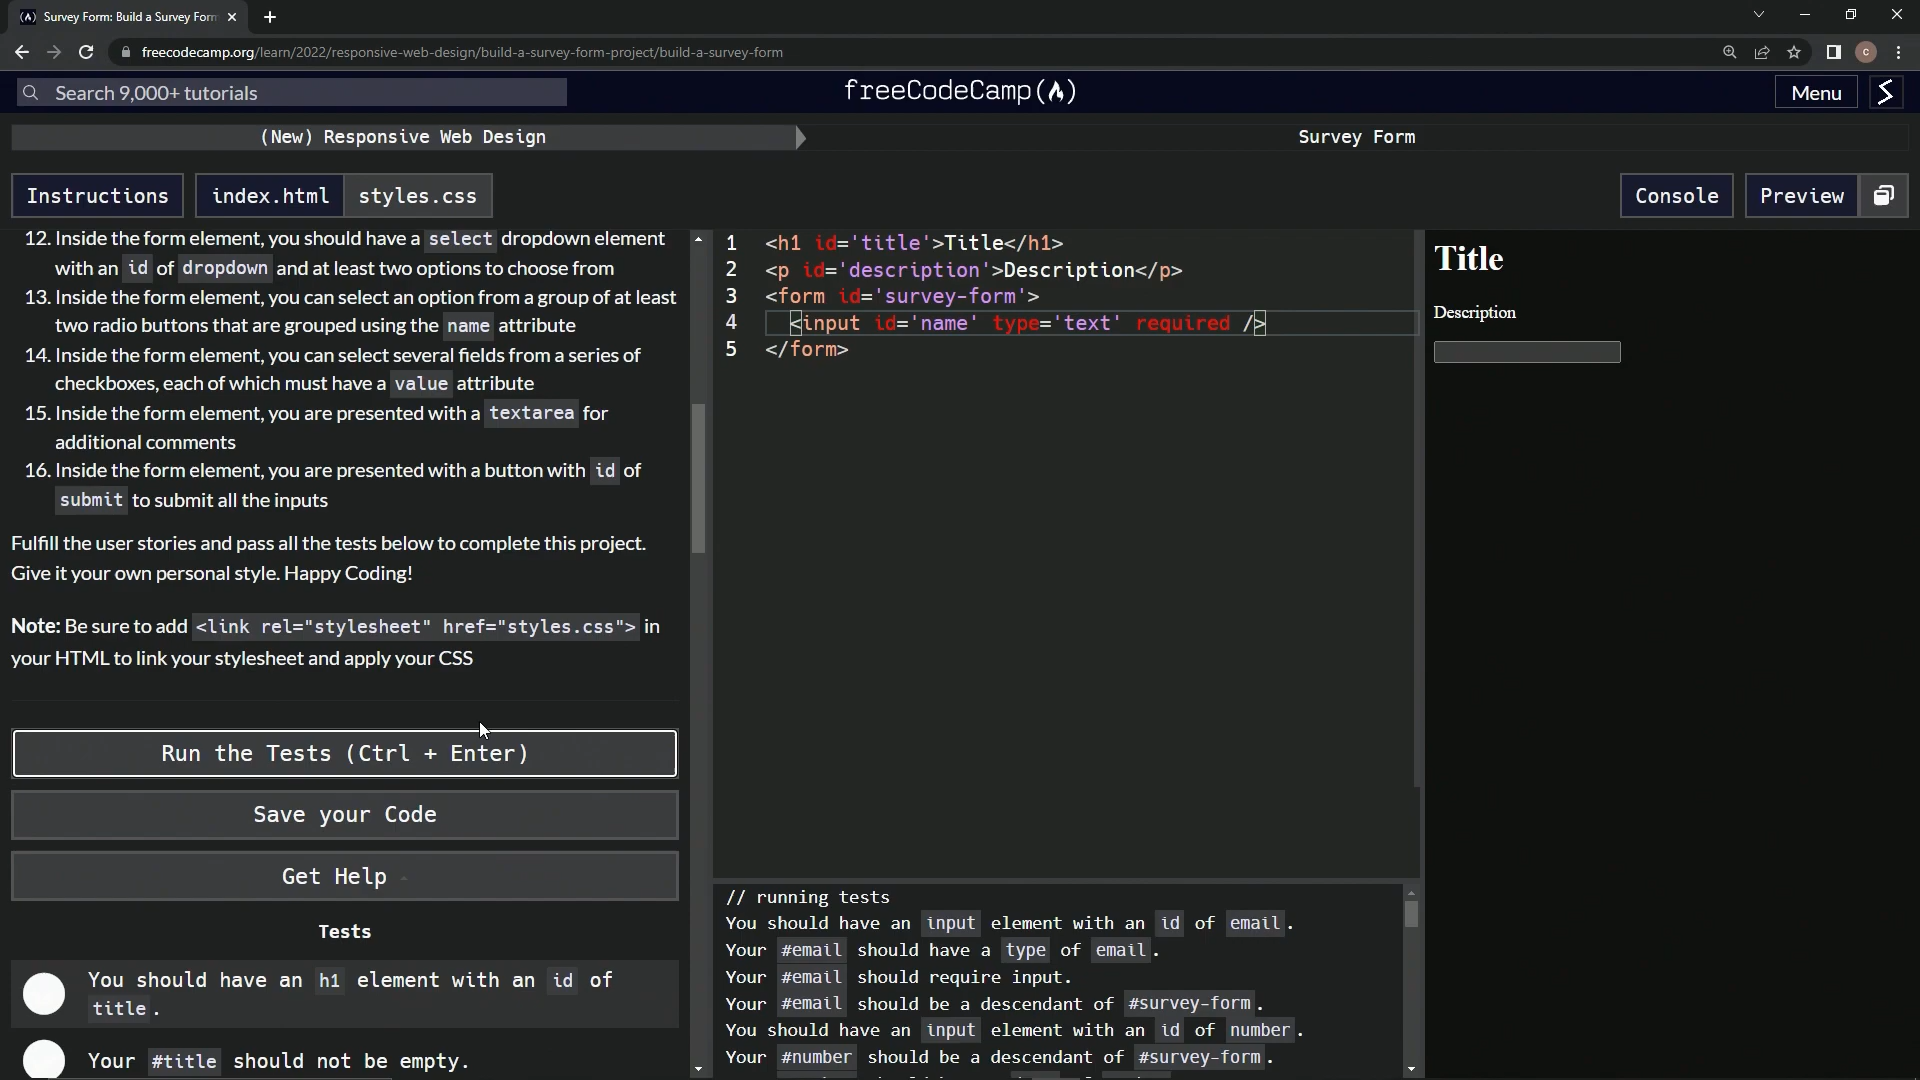 Survey Form: Build a Survey Form
freecodecamp.org/learn/2022/responsive-web-design/build-a-survey-form-project/build-a-survey-form
C
Search 9,000+ tutorials
freeCodeCamp(🔥)
Menu
(New) Responsive Web Design
Survey Form
Instructions
index.html
styles.css
Console
Preview
12. Inside the form element, you should have a select dropdown element
with an id of dropdown and at least two options to choose from
13. Inside the form element, you can select an option from a group of at least
two radio buttons that are grouped using the name attribute
14. Inside the form element, you can select several fields from a series of
checkboxes, each of which must have a value attribute
15. Inside the form element, you are presented with a textarea for
additional comments
16. Inside the form element, you are presented with a button with id of
submit to submit all the inputs
Fulfill the user stories and pass all the tests below to complete this project.
Give it your own personal style. Happy Coding!
Note: Be sure to add <link rel="stylesheet" href="styles.css"> in
your HTML to link your stylesheet and apply your CSS
Run the Tests (Ctrl + Enter)
Save your Code
Get Help
Tests
You should have an h1 element with an id of
title.
Your #title should not be empty.
1 <h1 id='title'>Title</h1>
2 <p id='description'>Description</p>
3 <form id='survey-form'>
4 <input id='name' type='text' required />
5 </form>
// running tests
You should have an input element with an id of email.
Your #email should have a type of email.
Your #email should require input.
Your #email should be a descendant of #survey-form.
You should have an input element with an id of number.
Your #number should be a descendant of #survey-form.
Title
Description